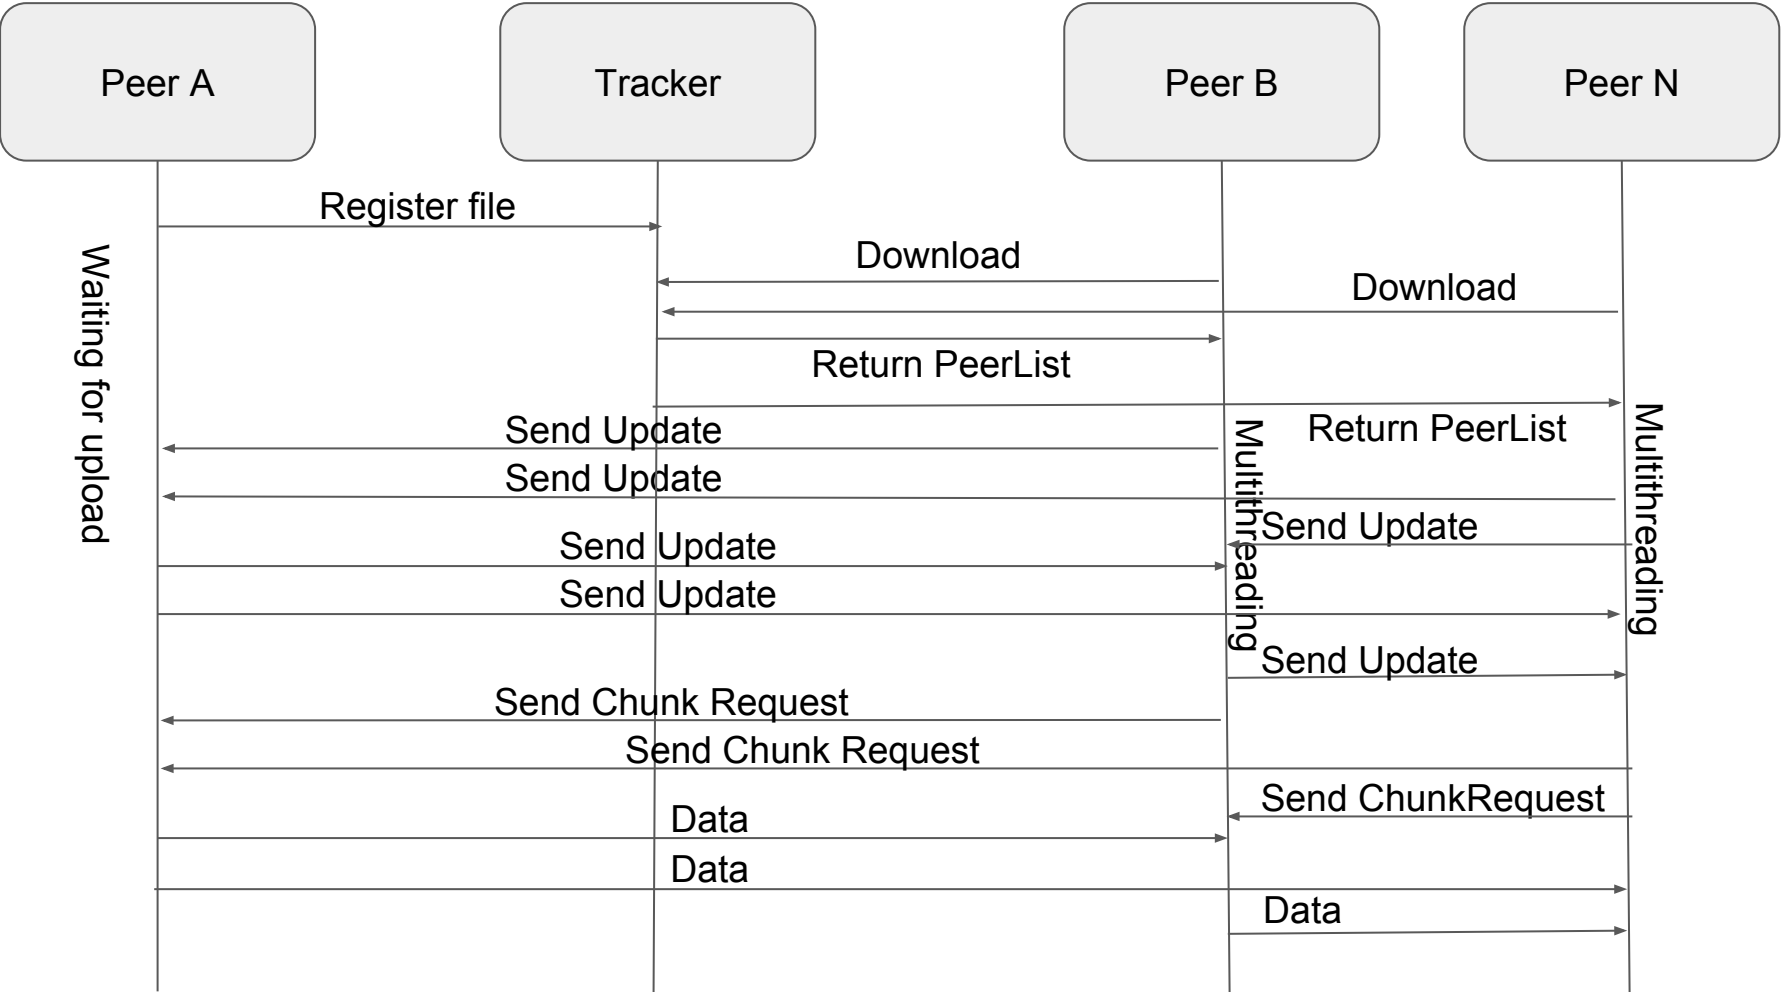 Peer A
Tracker
Peer B
Peer N
Register file
Waiting for upload
Download
Download
Return PeerList
Return PeerList
Multithreading
Multithreading
Send Update
Send Update
Send Update
Send Update
Send Update
Send Update
Send Chunk Request
Send Chunk Request
Send ChunkRequest
Data
Data
Data